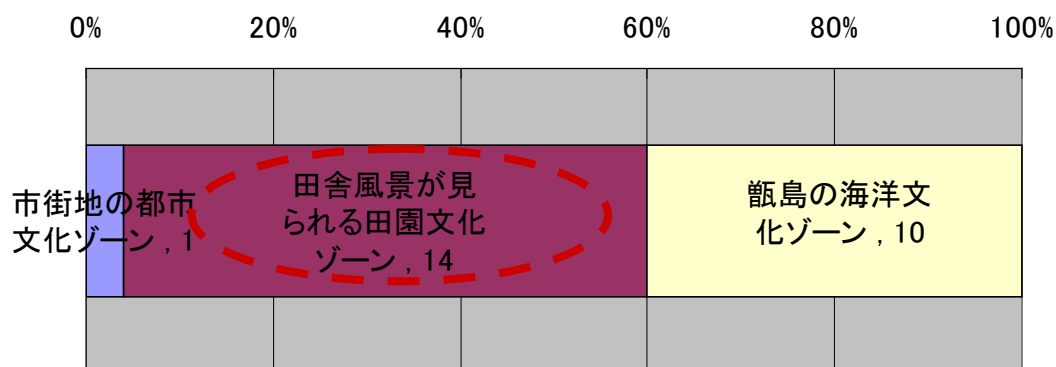 0% 20% 40% 60% 80% 100%
市街地の都市
文化ゾーン , 1
田舎風景が見
られる田園文化
ゾーン , 14
甑島の海洋文
化ゾーン , 10